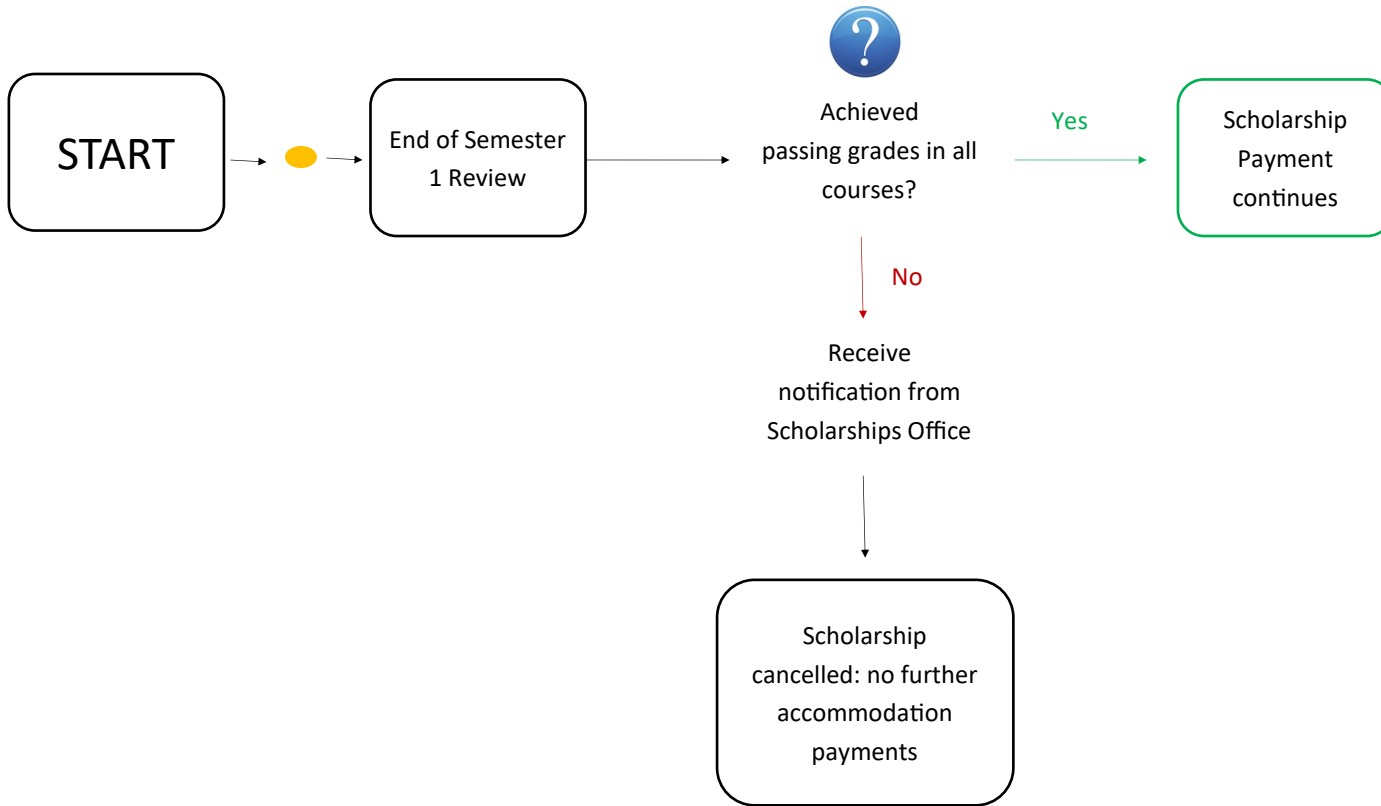 START
End of Semester
1 Review
?
Achieved
passing grades in all
courses?
Yes
Scholarship
Payment
continues
No
Receive
notification from
Scholarships Office
Scholarship
cancelled: no further
accommodation
payments